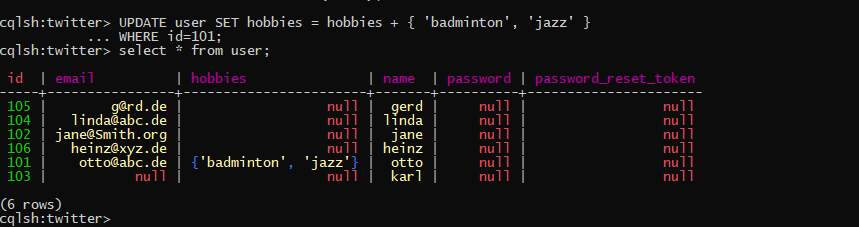 cqlsh:twitter> UPDATE user SET hobbies = hobbies + { 'badminton', 'jazz' }
... WHERE id=101;
cqlsh:twitter> select * from user;
id | email | hobbies | name | password | password_reset_token
-----+----------------+------------------------+-------+----------+----------------------
105 | g@rd.de | null | gerd | null | null
104 | linda@abc.de | null | linda | null | null
102 | jane@Smith.org | null | jane | null | null
106 | heinz@xyz.de | null | heinz | null | null
101 | otto@abc.de | {'badminton', 'jazz'} | otto | null | null
103 | null | null | karl | null | null
(6 rows)
cqlsh:twitter>